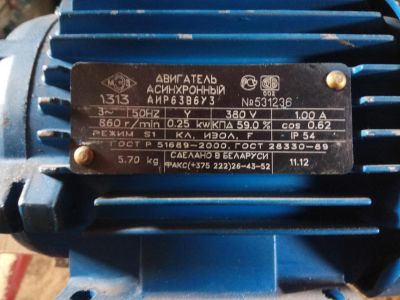 ДВИГАТЕЛЬ
АСИНХРОННЫЙ
1313 АИР63В6У3 №531236
3~ 50HZ Y 380 V 1.00 A
860 r/min 0.25 kw КПД 59.0 % cos 0.62
РЕЖИМ S1 КЛ. ИЗОЛ. F IP 54
ГОСТ Р 51689-2000, ГОСТ 28330-89
5.70 kg СДЕЛАНО В БЕЛАРУСИ 11.12
ФАКС(+375 222)26-43-52